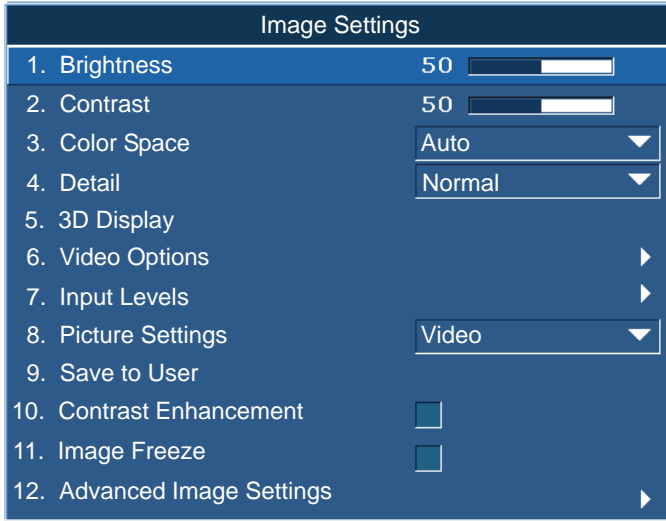 Image Settings
1. Brightness 50
2. Contrast 50
3. Color Space Auto
4. Detail Normal
5. 3D Display
6. Video Options
7. Input Levels
8. Picture Settings Video
9. Save to User
10. Contrast Enhancement
11. Image Freeze
12. Advanced Image Settings